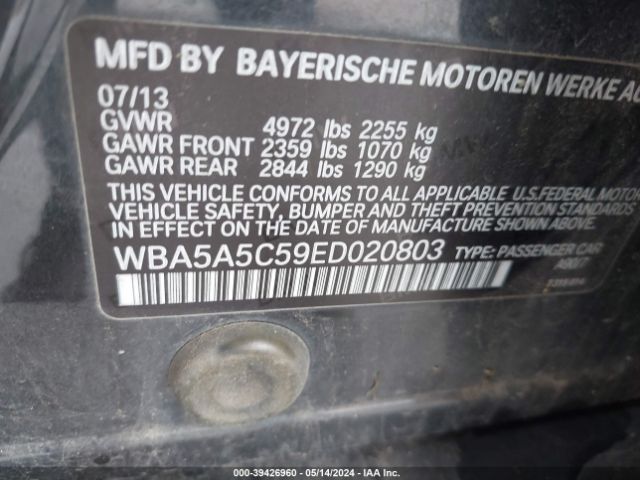 MFD BY BAYERISCHE MOTOREN WERKE AG
07/13
GVWR 4972 lbs 2255 kg
GAWR FRONT 2359 lbs 1070 kg
GAWR REAR 2844 lbs 1290 kg
THIS VEHICLE CONFORMS TO ALL APPLICABLE U.S.FEDERAL MOTOR
VEHICLE SAFETY, BUMPER AND THEFT PREVENTION STANDARDS
IN EFFECT ON THE DATE OF MANUFACTURE SHOWN ABOVE.
WBA5A5C59ED020803 TYPE: PASSENGER CAR
000-39426960 - 05/14/2024 - IAA Inc.